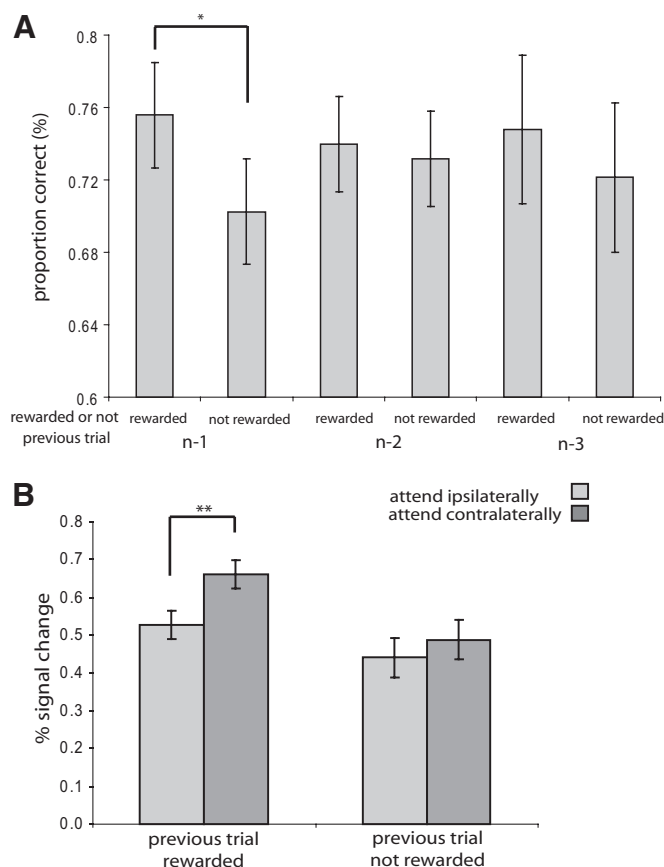 A
*
proportion correct (%)
0.8
0.76
0.72
0.68
0.64
0.6
rewarded or not
previous trial
rewarded not rewarded rewarded not rewarded rewarded not rewarded
n-1 n-2 n-3
B
attend ipsilaterally
attend contralaterally
**
% signal change
0.8
0.7
0.6
0.5
0.4
0.3
0.2
0.1
0.0
previous trial
rewarded
previous trial
not rewarded